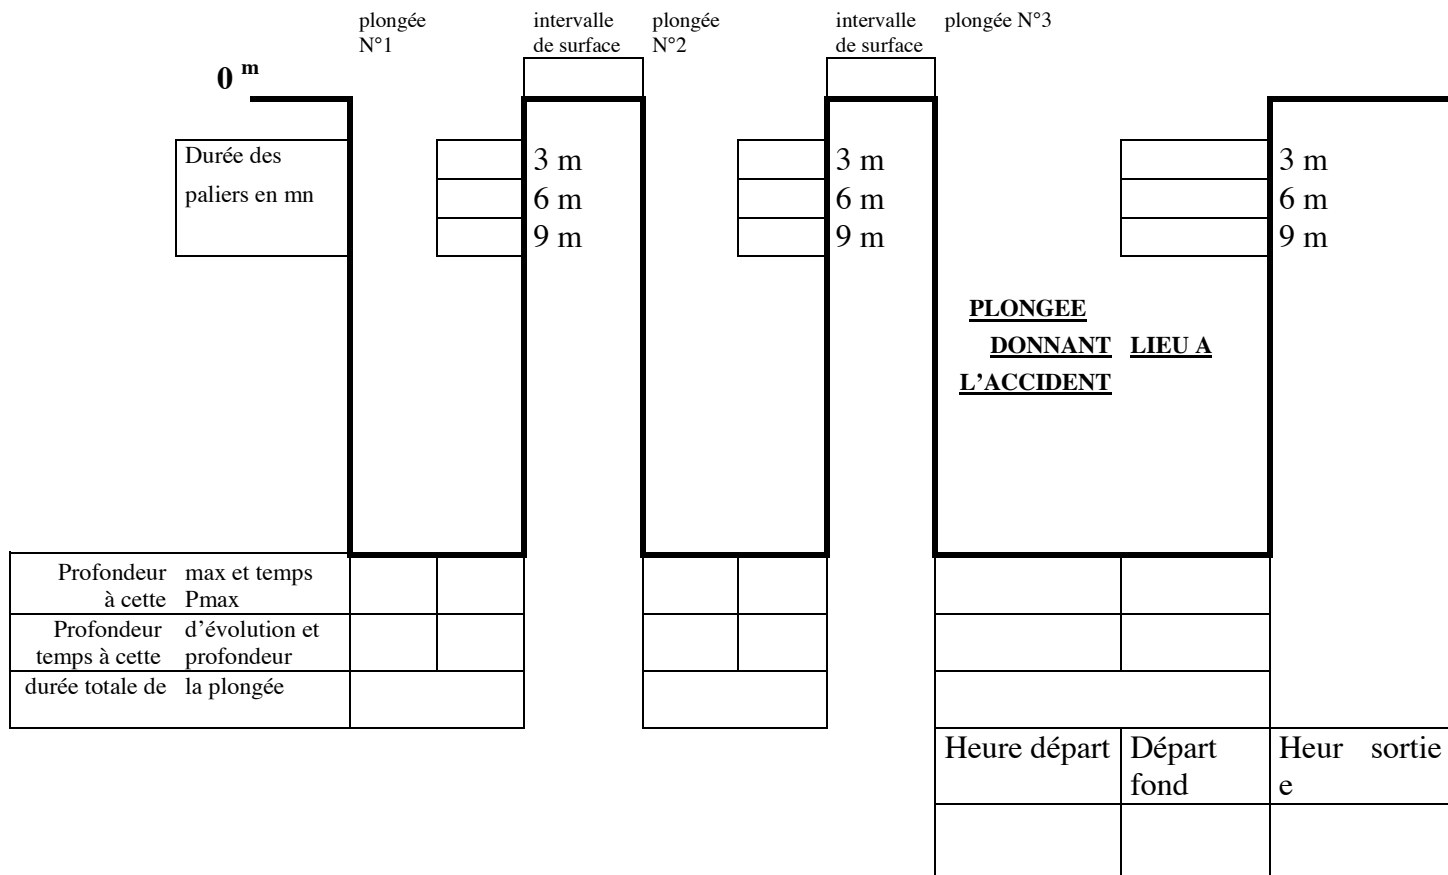 plongée
N°1
intervalle
de surface
plongée
N°2
intervalle
de surface
plongée N°3
0 m
Durée des
paliers en mn
3 m
6 m
9 m
3 m
6 m
9 m
3 m
6 m
9 m
PLONGEE
DONNANT LIEU A
L'ACCIDENT
Profondeur max et temps
à cette Pmax
Profondeur d'évolution et
temps à cette profondeur
durée totale de la plongée
Heure départ
Départ
fond
Heur sortie
e